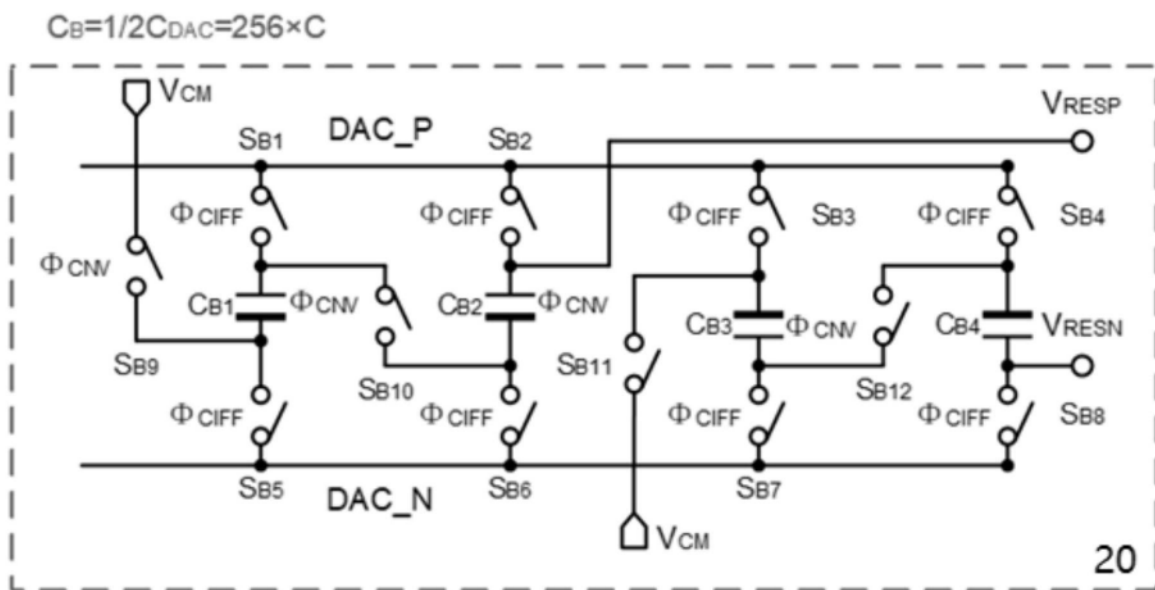 CB=1/2CDAC=256×C
VCM
VRESP
SB1 DAC_P SB2
ΦCIFF ΦCIFF ΦCIFF SB3 ΦCIFF SB4
ΦCNV
CB1 ΦCNV CB2 ΦCNV CB3 ΦCNV CB4 VRESN
SB9 SB10 SB11 SB12
ΦCIFF ΦCIFF ΦCIFF ΦCIFF SB8
SB5 DAC_N SB6 SB7
VCM
20